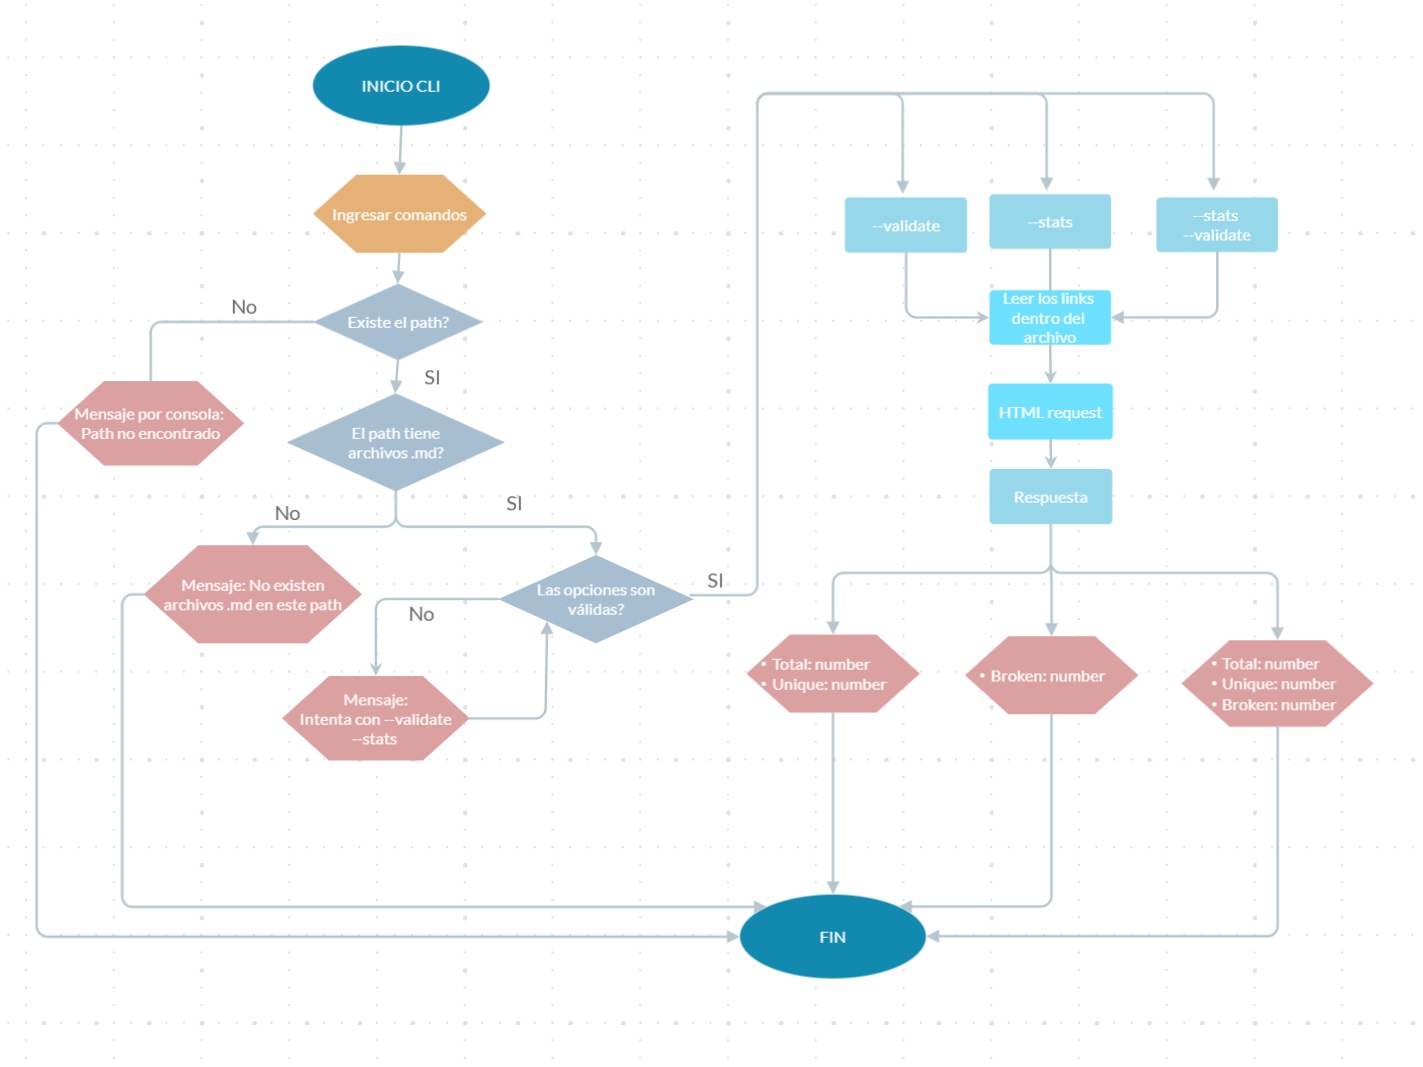 INICIO CLI
Ingresar comandos
Existe el path?
No
SI
Mensaje por consola:
Path no encontrado
El path tiene
archivos .md?
No
SI
Mensaje: No existen
archivos .md en este path
Las opciones son
válidas?
No
SI
Mensaje:
Intenta con --validate
--stats
--validate
--stats
--stats
--validate
Leer los links
dentro del
archivo
HTML request
Respuesta
• Total: number
• Unique: number
• Broken: number
• Total: number
• Unique: number
• Broken: number
FIN